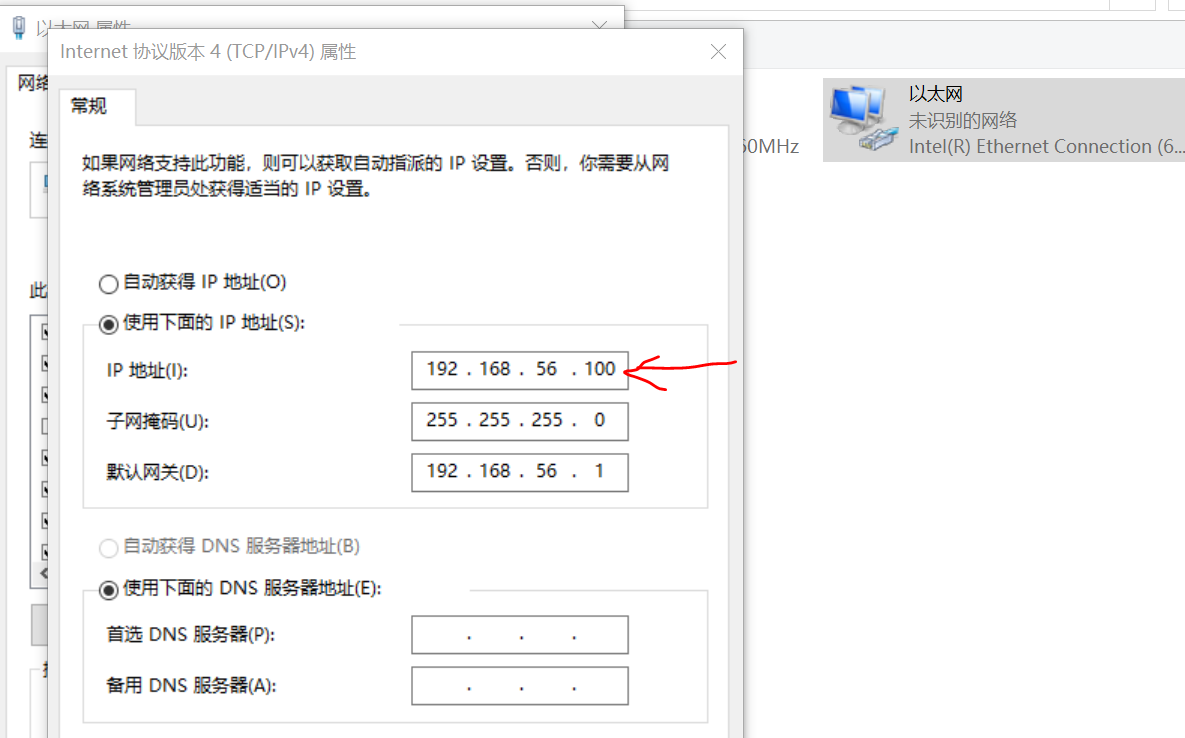 以太网 属性
Internet 协议版本 4 (TCP/IPv4) 属性
网络
常规
以太网
未识别的网络
Intel(R) Ethernet Connection (6...
60MHz
连
如果网络支持此功能，则可以获取自动指派的 IP 设置。否则，你需要从网
络系统管理员处获得适当的 IP 设置。
此
自动获得 IP 地址(O)
使用下面的 IP 地址(S):
IP 地址(I): 192 . 168 . 56 . 100
子网掩码(U): 255 . 255 . 255 . 0
默认网关(D): 192 . 168 . 56 . 1
自动获得 DNS 服务器地址(B)
使用下面的 DNS 服务器地址(E):
首选 DNS 服务器(P): . . .
备用 DNS 服务器(A): . . .